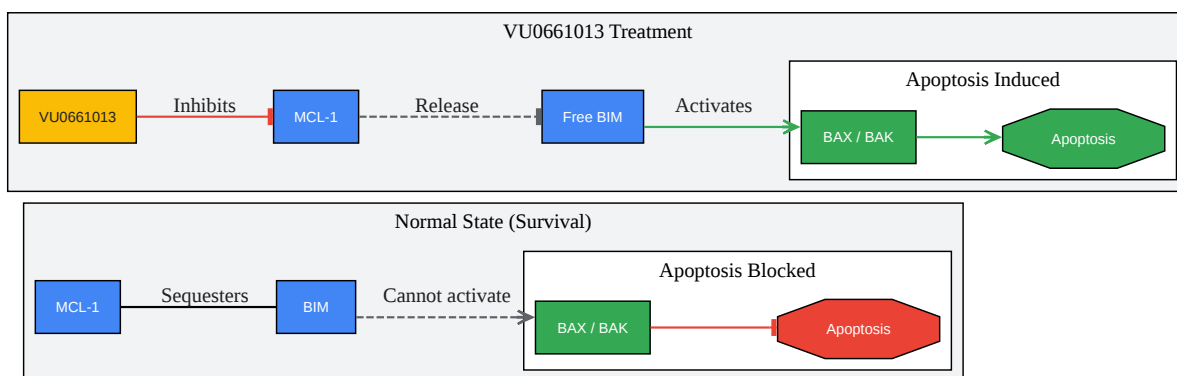 VU0661013 Treatment
Apoptosis Induced
VU0661013
Inhibits
MCL-1
Release
Free BIM
Activates
BAX / BAK
Apoptosis
Normal State (Survival)
Apoptosis Blocked
MCL-1
Sequesters
BIM
Cannot activate
BAX / BAK
Apoptosis